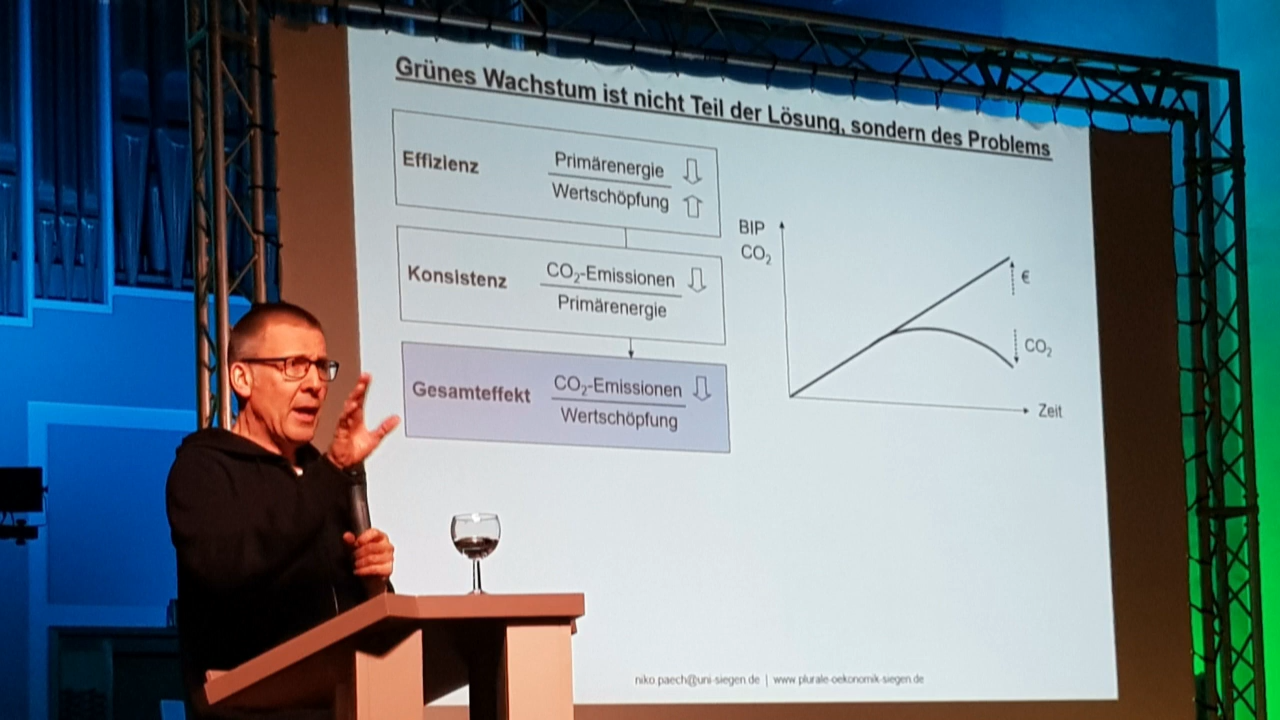 Grünes Wachstum ist nicht Teil der Lösung, sondern des Problems
Effizienz
Primärenergie
Wertschöpfung
Konsistenz
CO₂-Emissionen
Primärenergie
Gesamteffekt
CO₂-Emissionen
Wertschöpfung
BIP
CO₂
€
CO₂
Zeit
niko.paech@uni-siegen.de | www.plurale-oekonomik-siegen.de